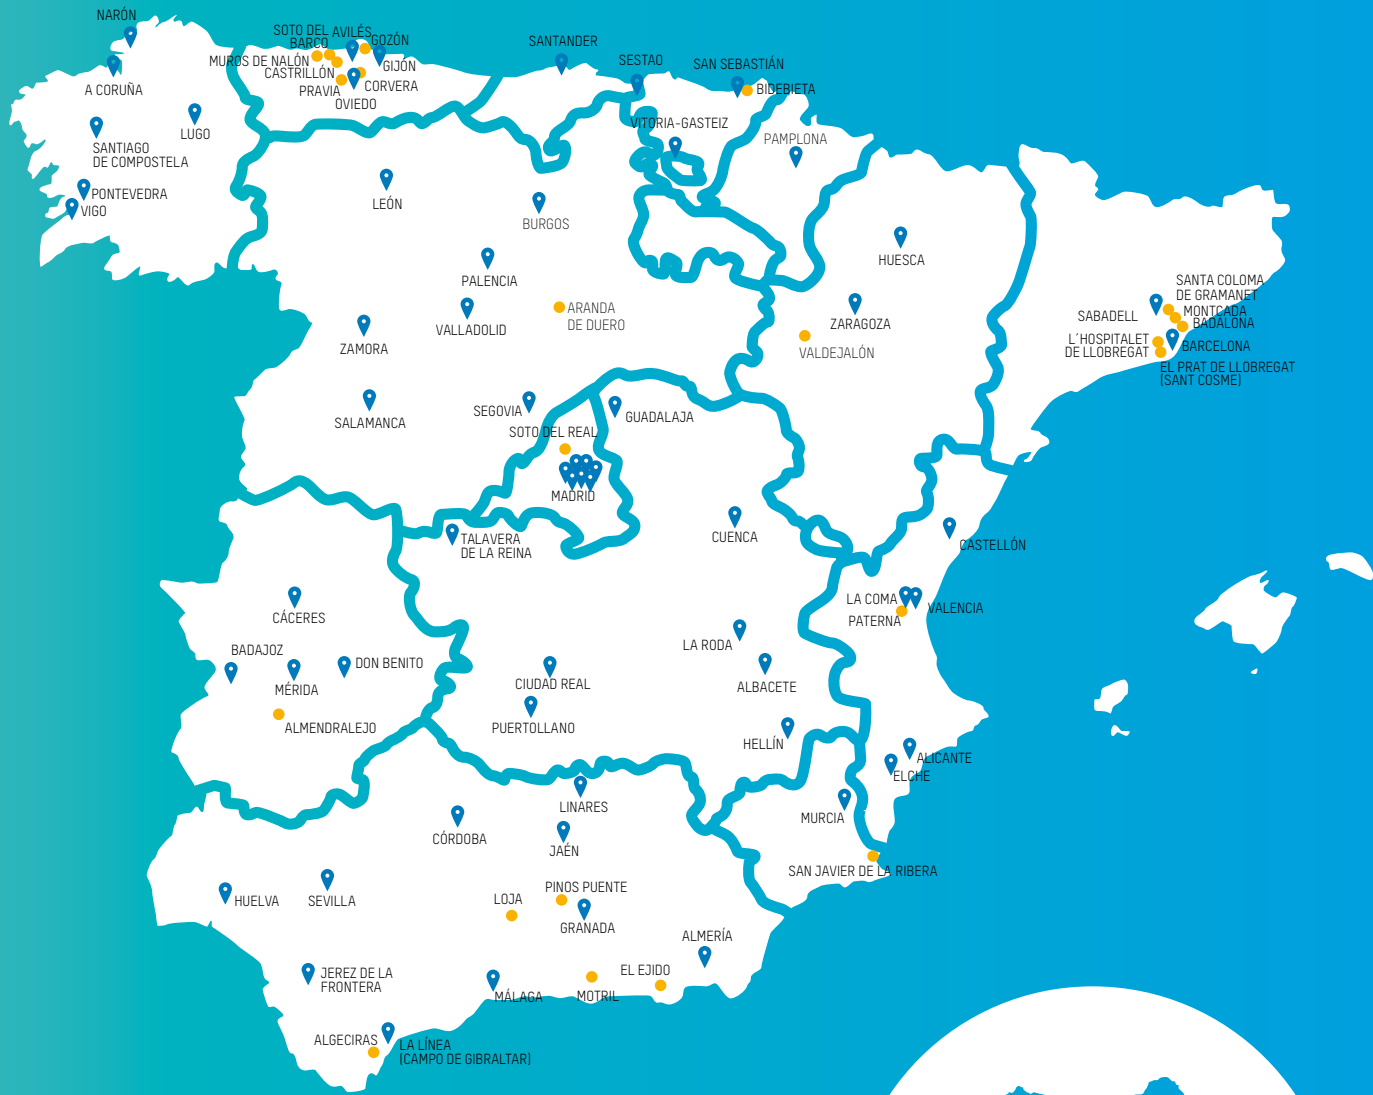 NARÓN
A CORUÑA
LUGO
SANTIAGO
DE COMPOSTELA
PONTEVEDRA
VIGO
SOTO DEL
BARCO
AVILÉS
GOZÓN
MUROS DE NALÓN
GIJÓN
CASTRILLÓN
CORVERA
PRAVIA
OVIEDO
SANTANDER
SESTAO
SAN SEBASTIÁN
BIDEBIETA
VITORIA-GASTEIZ
PAMPLONA
LEÓN
BURGOS
PALENCIA
VALLADOLID
ARANDA
DE DUERO
ZAMORA
SALAMANCA
SEGOVIA
SOTO DEL REAL
GUADALAJA
MADRID
HUESCA
ZARAGOZA
VALDEJALÓN
SANTA COLOMA
DE GRAMANET
SABADELL
MONTCADA
BADALONA
L´HOSPITALET
DE LLOBREGAT
BARCELONA
EL PRAT DE LLOBREGAT
(SANT COSME)
TALAVERA
DE LA REINA
CUENCA
CASTELLÓN
LA COMA
VALENCIA
PATERNA
CÁCERES
BADAJOZ
DON BENITO
MÉRIDA
ALMENDRALEJO
LA RODA
CIUDAD REAL
ALBACETE
PUERTOLLANO
HELLÍN
ALICANTE
ELCHE
LINARES
MURCIA
CÓRDOBA
JAÉN
SAN JAVIER DE LA RIBERA
HUELVA
SEVILLA
LOJA
PINOS PUENTE
GRANADA
ALMERÍA
JEREZ DE LA
FRONTERA
EL EJIDO
MÁLAGA
MOTRIL
ALGECIRAS
LA LÍNEA
(CAMPO DE GIBRALTAR)